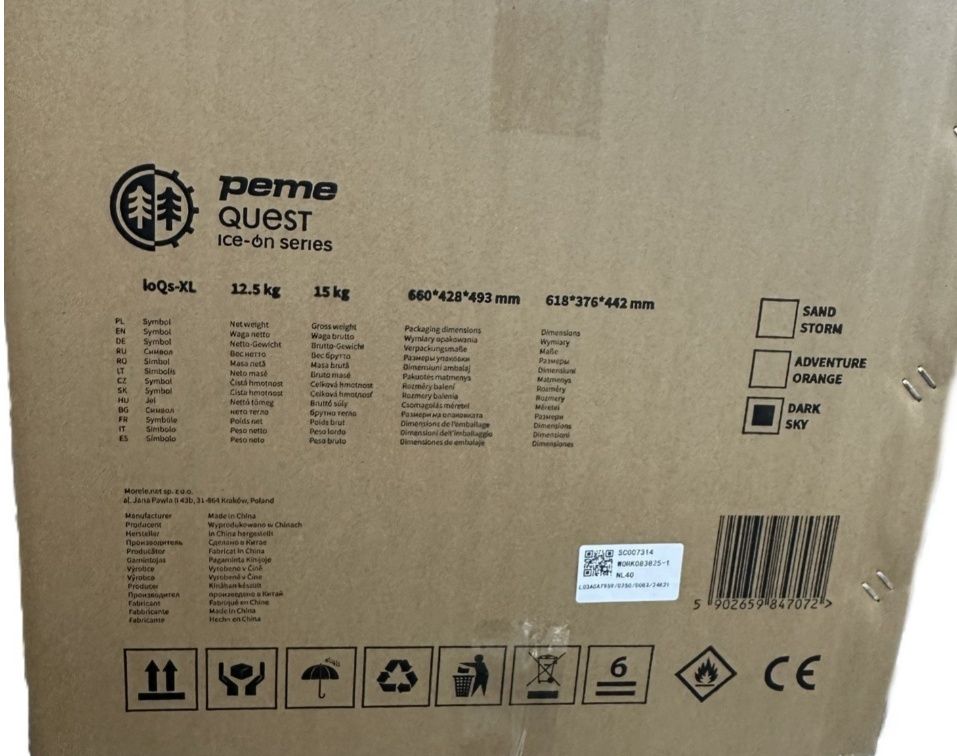 peme
QUEST
ICE-ON SERIES
IoQs-XL 12.5 kg 15 kg 660*428*493 mm 618*376*442 mm
PL Symbol Net weight Gross weight Packaging dimensions Dimensions
EN Symbol Waga netto Waga brutto Wymiary opakowania Wymiary
DE Symbol Netto-Gewicht Brutto-Gewicht Verpackungsmaße Maße
RU Символ Вес нетто Вес брутто Размеры упаковки Размеры
RO Simbol Masa netă Masa brută Dimensiuni ambalaj Dimensiuni
LT Simbolis Neto masė Bruto masė Pakuotės matmenys Matmenys
CZ Symbol Čistá hmotnost Celková hmotnost Rozměry balení Rozměry
SK Symbol Čistá hmotnost Celková hmotnosť Rozmery balenia Rozmery
HU Jel Nettó tömeg Bruttó súly Csomagolás méretei Méretei
BG Символ нето тегло брутно тегло Размери на опаковката Размери
FR Symbole Poids net Poids brut Dimensions de l'emballage Dimensions
IT Simbolo Peso netto Peso lordo Dimensioni dell'imballaggio Dimensioni
ES Símbolo Peso neto Peso bruto Dimensiones de embalaje Dimensiones
SAND
STORM
ADVENTURE
ORANGE
DARK
SKY
Morele.net sp. z o.o.
al. Jana Pawła II 43b, 31-864 Kraków, Poland
Manufacturer Made in China
Producent Wyprodukowano w Chinach
Hersteller In China hergestellt
Производитель Сделано в Китае
Producător Fabricat în China
Gamintojas Pagaminta Kinijoje
Výrobce Vyrobeno v Číně
Výrobca Vyrobené v Číne
Producer Kínában készült
Производител произведено в Китай
Fabricant Fabriqué en Chine
Fabbricante Made in China
Fabricante Hecho en China
SC007314
WORK083825-1
NL40
5 902659 847072 >
6
CE